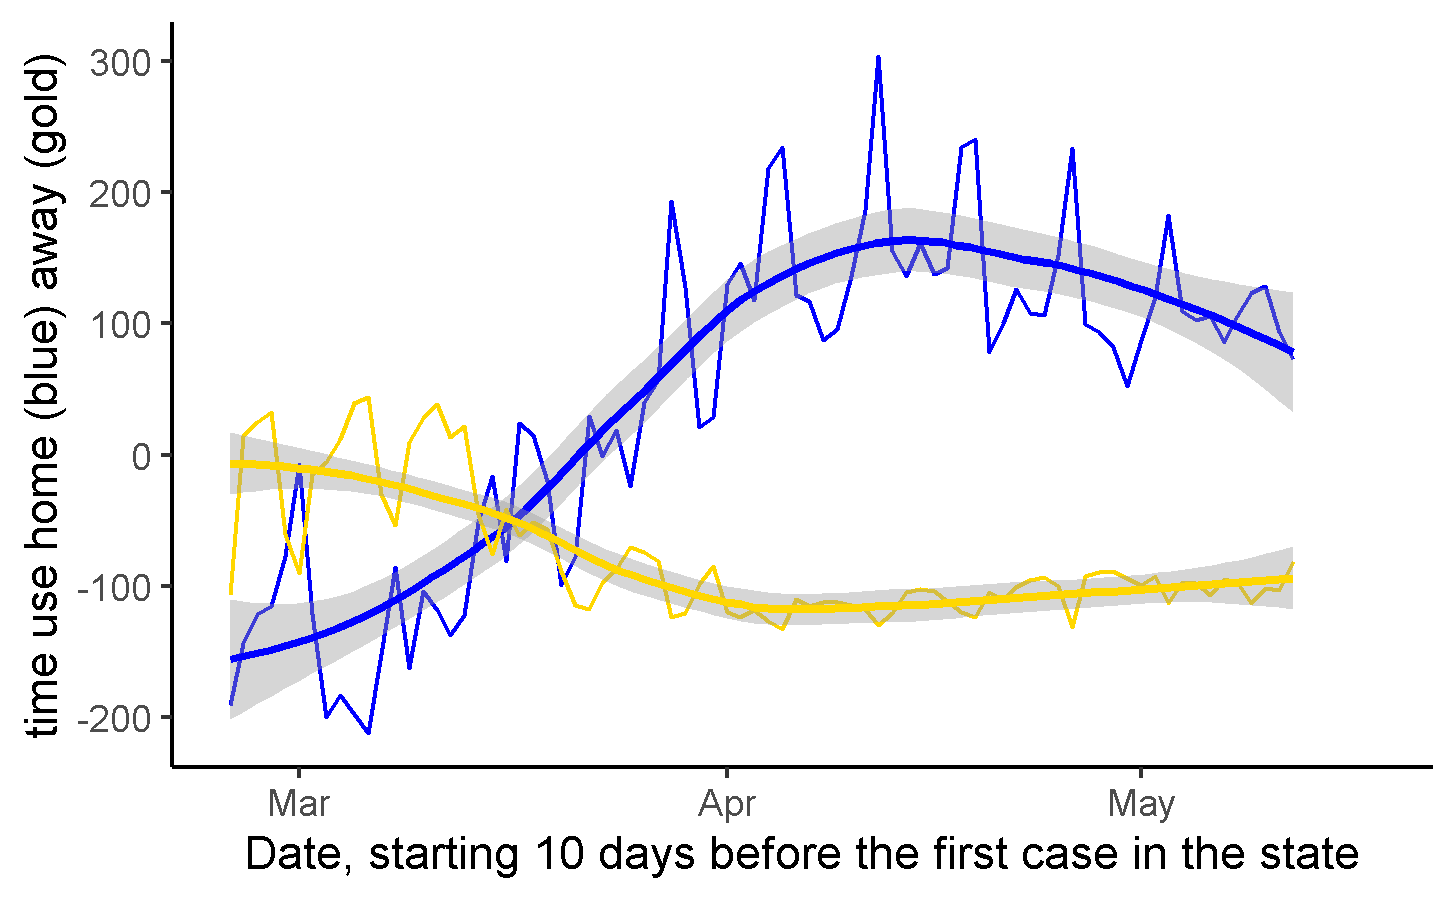 time use home (blue) away (gold)
300
200
100
0
-100
-200
Mar
Apr
May
Date, starting 10 days before the first case in the state